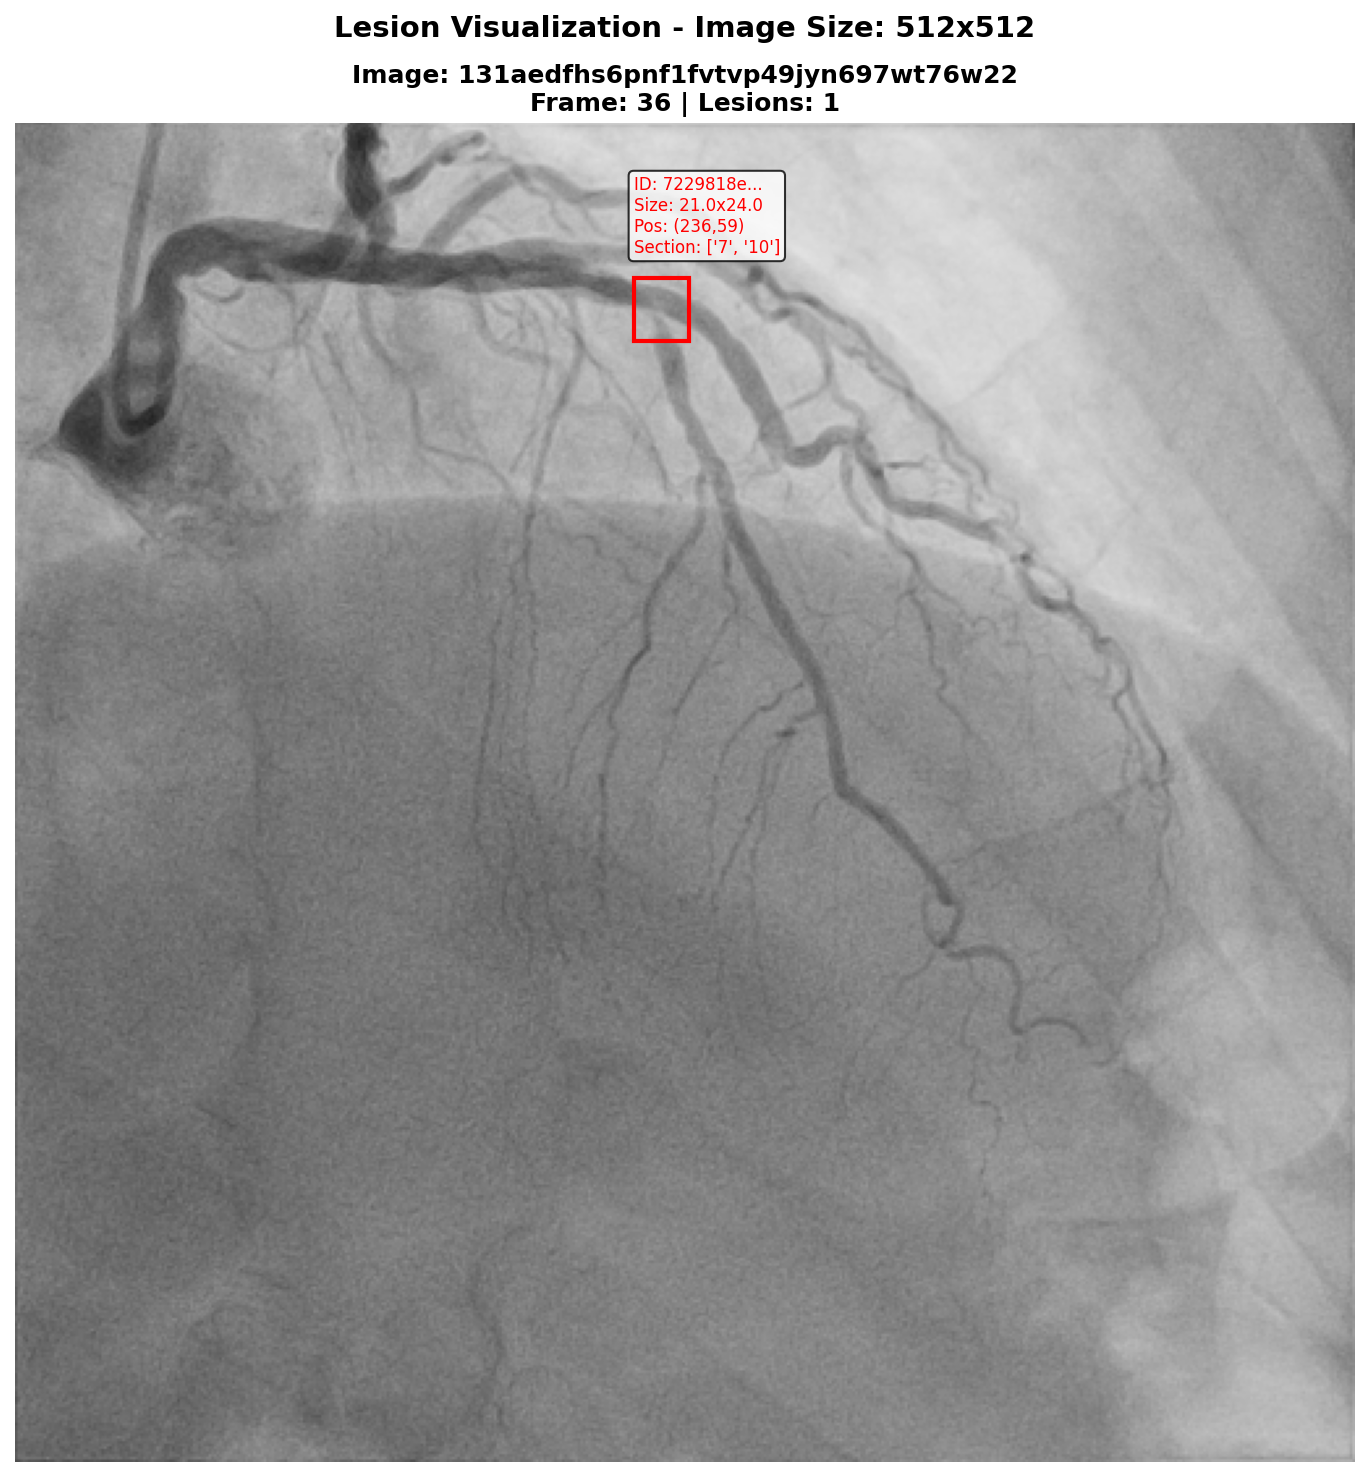 Lesion Visualization - Image Size: 512x512
Image: 131aedfhs6pnf1fvtvp49jyn697wt76w22
Frame: 36 | Lesions: 1
ID: 7229818e...
Size: 21.0x24.0
Pos: (236,59)
Section: ['7', '10']